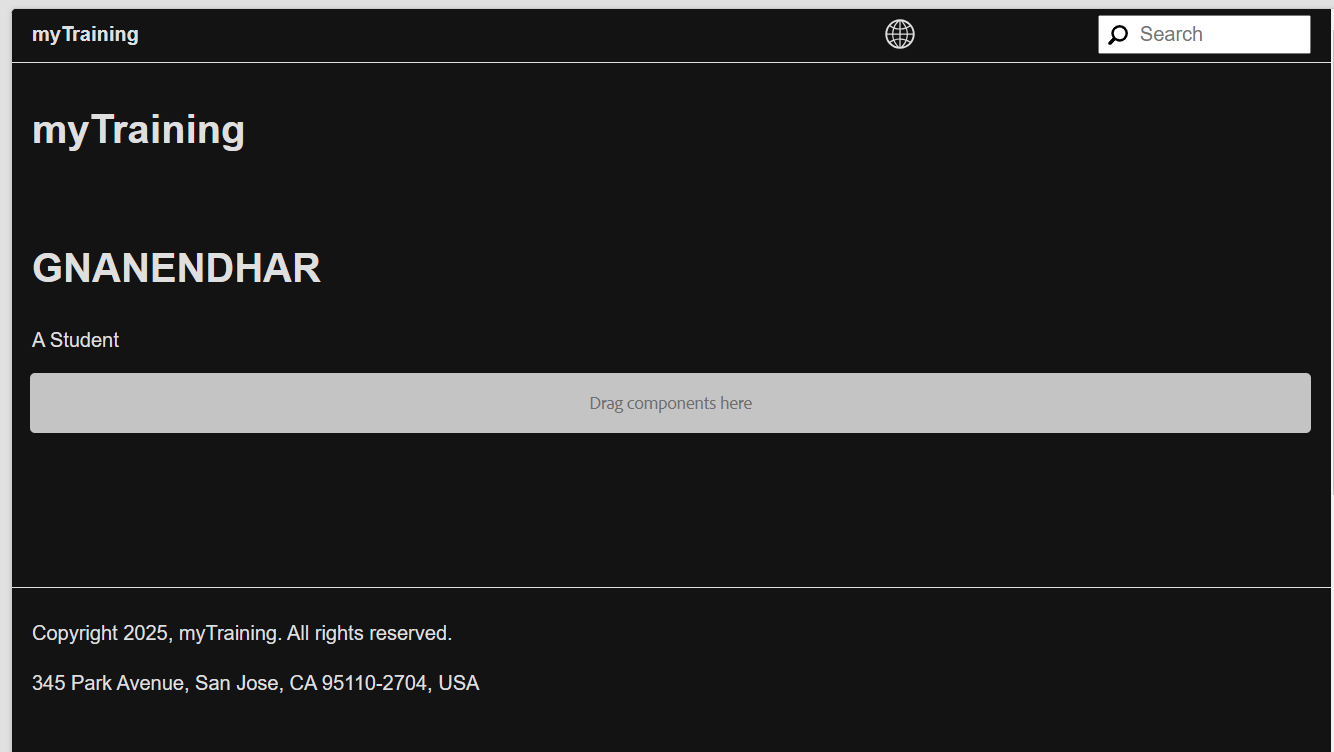 myTraining
Search
myTraining
GNANENDHAR
A Student
Drag components here
Copyright 2025, myTraining. All rights reserved.
345 Park Avenue, San Jose, CA 95110-2704, USA